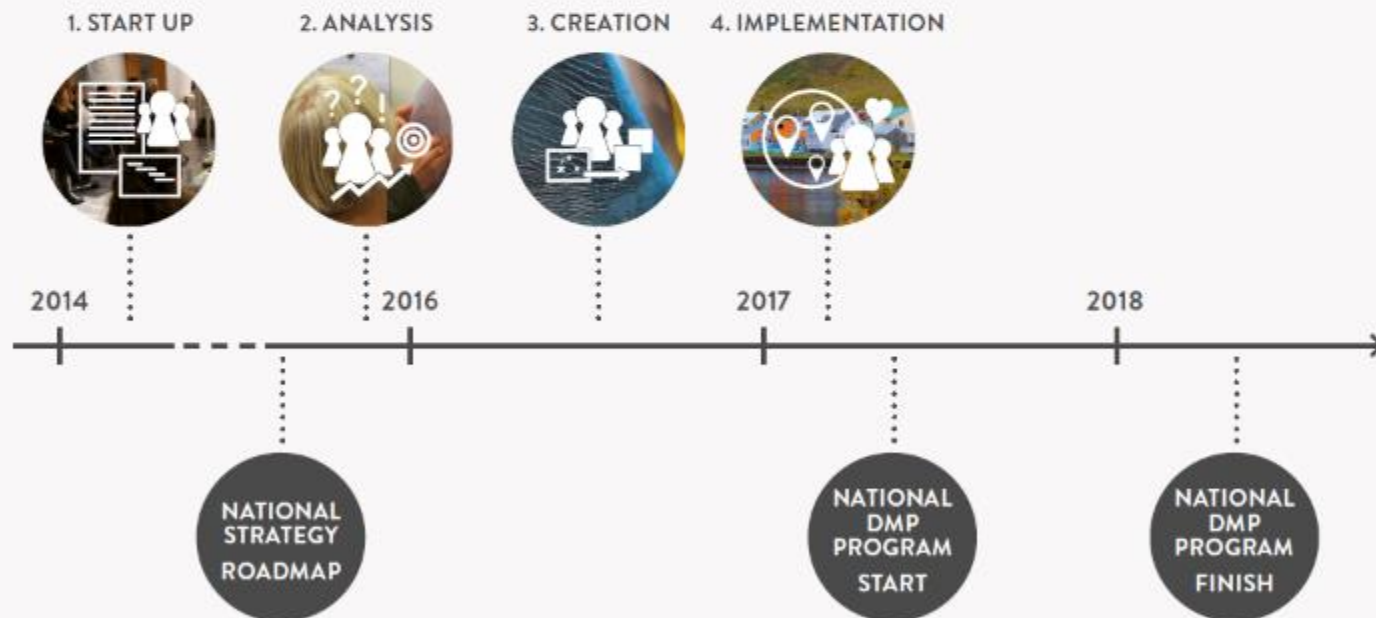 1. START UP
2. ANALYSIS
3. CREATION
4. IMPLEMENTATION
? ? !
2014
2016
2017
2018
NATIONAL
STRATEGY
ROADMAP
NATIONAL
DMP
PROGRAM
START
NATIONAL
DMP
PROGRAM
FINISH